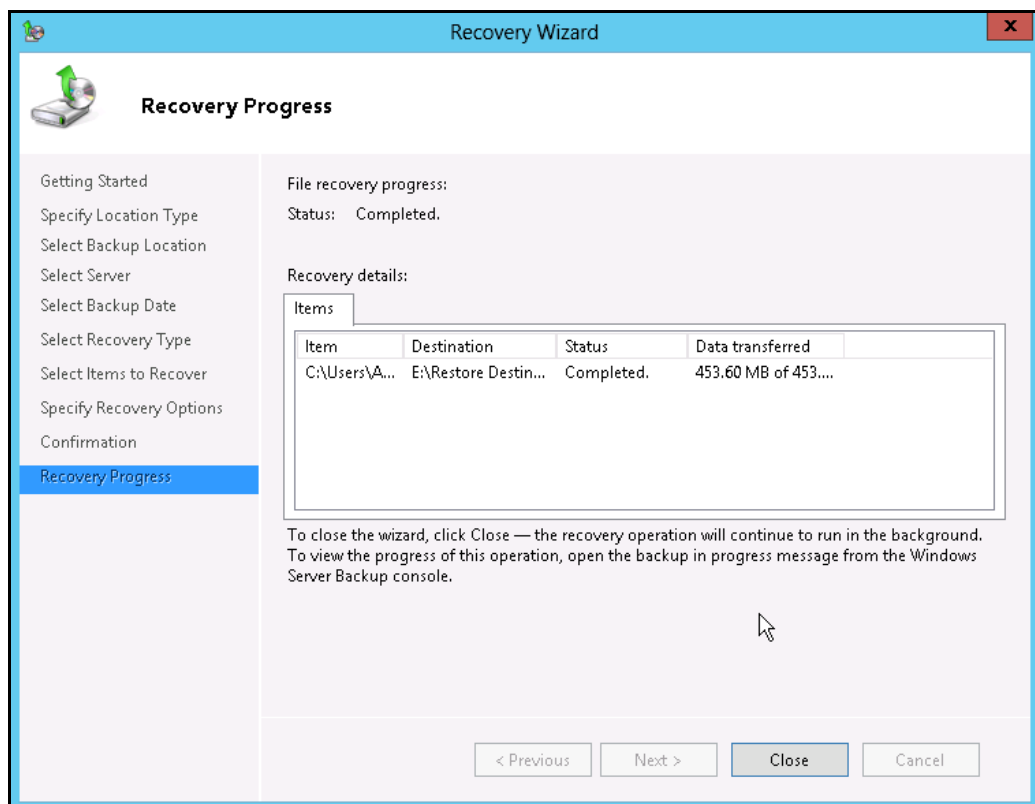 Recovery Wizard
x
Recovery Progress
Getting Started
Specify Location Type
Select Backup Location
Select Server
Select Backup Date
Select Recovery Type
Select Items to Recover
Specify Recovery Options
Confirmation
Recovery Progress
File recovery progress:
Status: Completed.
Recovery details:
Items
Item Destination Status Data transferred
C:\Users\A... E:\Restore Destin... Completed. 453.60 MB of 453....
To close the wizard, click Close — the recovery operation will continue to run in the background.
To view the progress of this operation, open the backup in progress message from the Windows
Server Backup console.
< Previous Next > Close Cancel